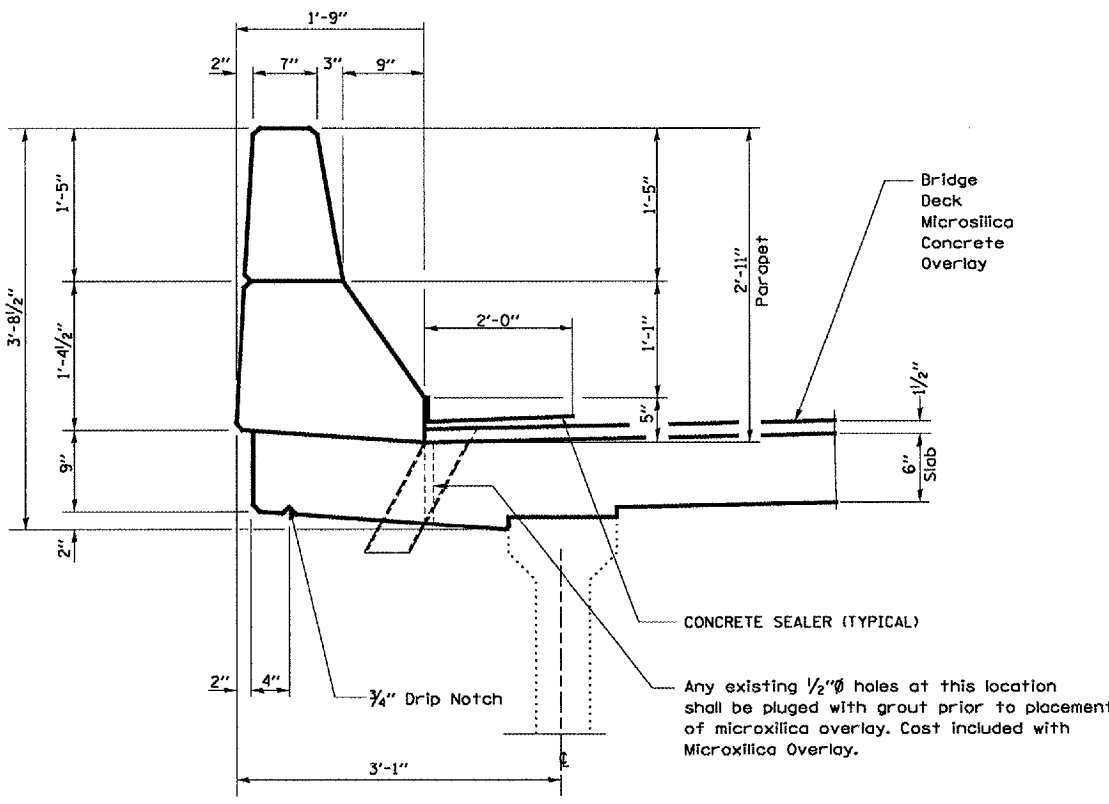 1'-9"
2"
7"
3"
9"
1'-5"
1'-5"
Bridge
Deck
Microsilica
Concrete
Overlay
2'-11"
Parapet
3'-8½"
1'-4½"
2'-0"
1'-1"
1½"
5"
9"
6"
Slab
2"
CONCRETE SEALER (TYPICAL)
2"
4"
¾" Drip Notch
Any existing ½"Ø holes at this location
shall be pluged with grout prior to placement
of microxilica overlay. Cost included with
Microxilica Overlay.
3'-1"
℄